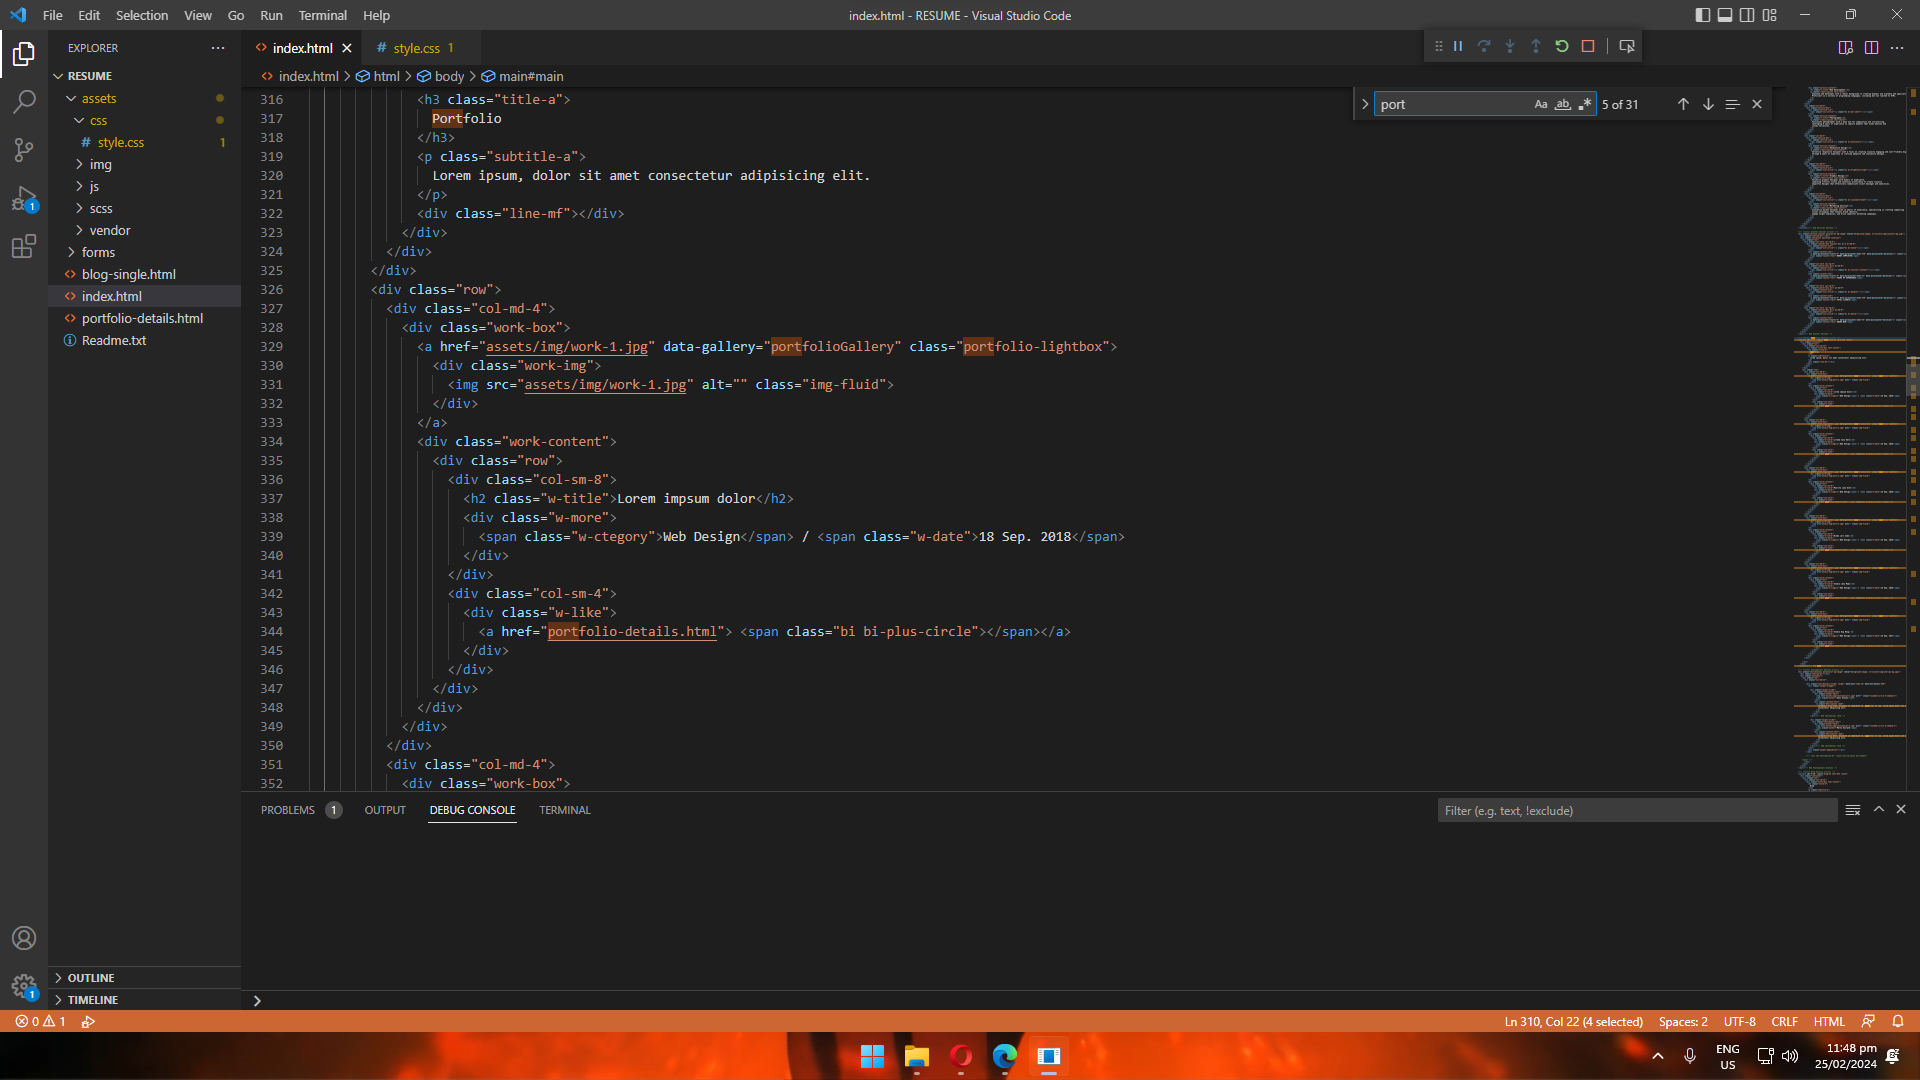 File Edit Selection View Go Run Terminal Help
index.html - RESUME - Visual Studio Code
EXPLORER
RESUME
assets
css
style.css 1
img
js
scss
vendor
forms
blog-single.html
index.html
portfolio-details.html
Readme.txt
OUTLINE
TIMELINE
1
1
index.html
style.css 1
index.html > html > body > main#main
port Aa ab 5 of 31
316 <h3 class="title-a">
317 Portfolio
318 </h3>
319 <p class="subtitle-a">
320 Lorem ipsum, dolor sit amet consectetur adipisicing elit.
321 </p>
322 <div class="line-mf"></div>
323 </div>
324 </div>
325 </div>
326 <div class="row">
327 <div class="col-md-4">
328 <div class="work-box">
329 <a href="assets/img/work-1.jpg" data-gallery="portfolioGallery" class="portfolio-lightbox">
330 <div class="work-img">
331 <img src="assets/img/work-1.jpg" alt="" class="img-fluid">
332 </div>
333 </a>
334 <div class="work-content">
335 <div class="row">
336 <div class="col-sm-8">
337 <h2 class="w-title">Lorem impsum dolor</h2>
338 <div class="w-more">
339 <span class="w-ctegory">Web Design</span> / <span class="w-date">18 Sep. 2018</span>
340 </div>
341 </div>
342 <div class="col-sm-4">
343 <div class="w-like">
344 <a href="portfolio-details.html"> <span class="bi bi-plus-circle"></span></a>
345 </div>
346 </div>
347 </div>
348 </div>
349 </div>
350 </div>
351 <div class="col-md-4">
352 <div class="work-box">
PROBLEMS 1 OUTPUT DEBUG CONSOLE TERMINAL
Filter (e.g. text, !exclude)
0 1
Ln 310, Col 22 (4 selected) Spaces: 2 UTF-8 CRLF HTML
ENG
US
11:48 pm
25/02/2024